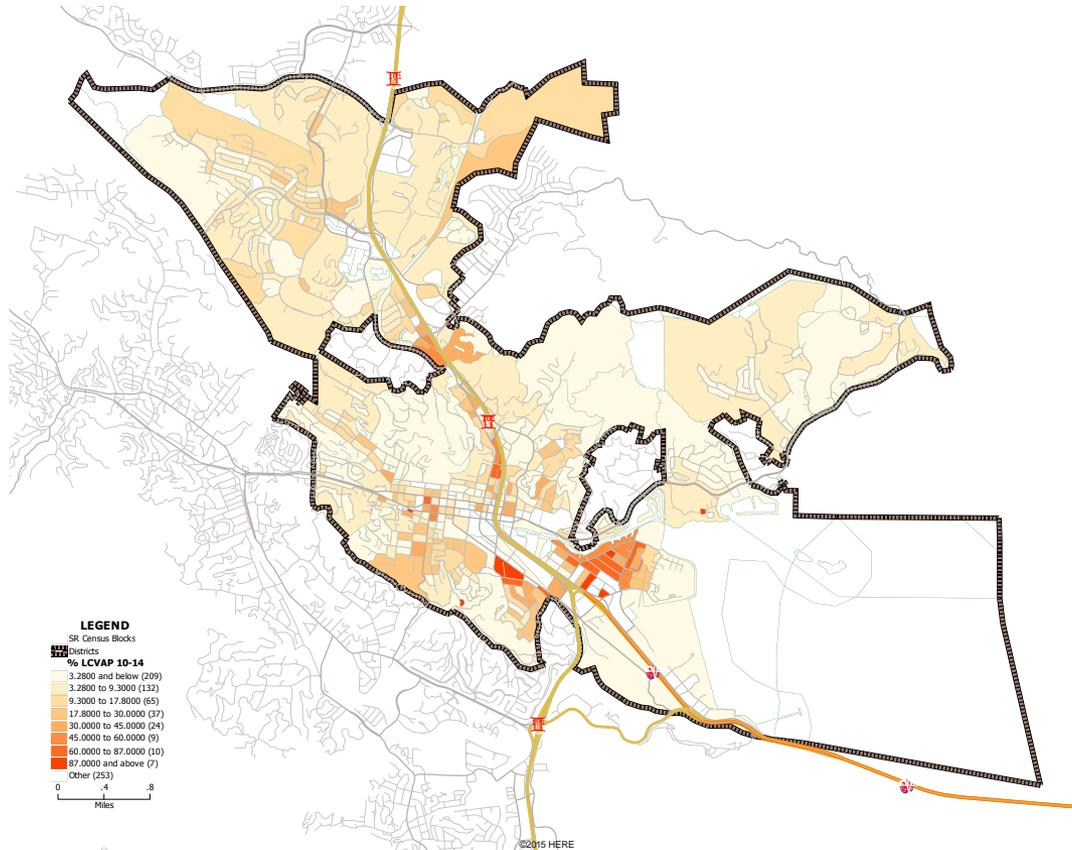 LEGEND
SR Census Blocks
Districts
% LCVAP 10-14
3.2800 and below (209)
3.2800 to 9.3000 (132)
9.3000 to 17.8000 (65)
17.8000 to 30.0000 (37)
30.0000 to 45.0000 (24)
45.0000 to 60.0000 (9)
60.0000 to 87.0000 (10)
87.0000 and above (7)
Other (253)
0 .4 .8
Miles
©2015 HERE